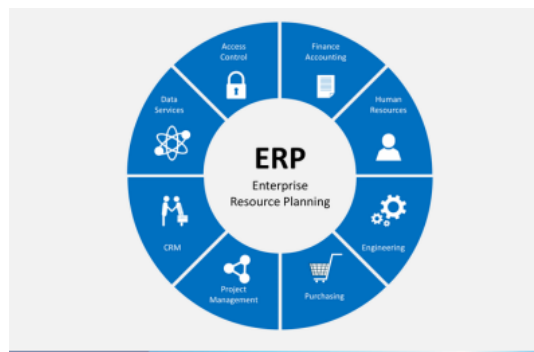 ERP
Enterprise
Resource Planning
Finance
Accounting
Human
Resources
Engineering
Purchasing
Project
Management
CRM
Data
Services
Access
Control